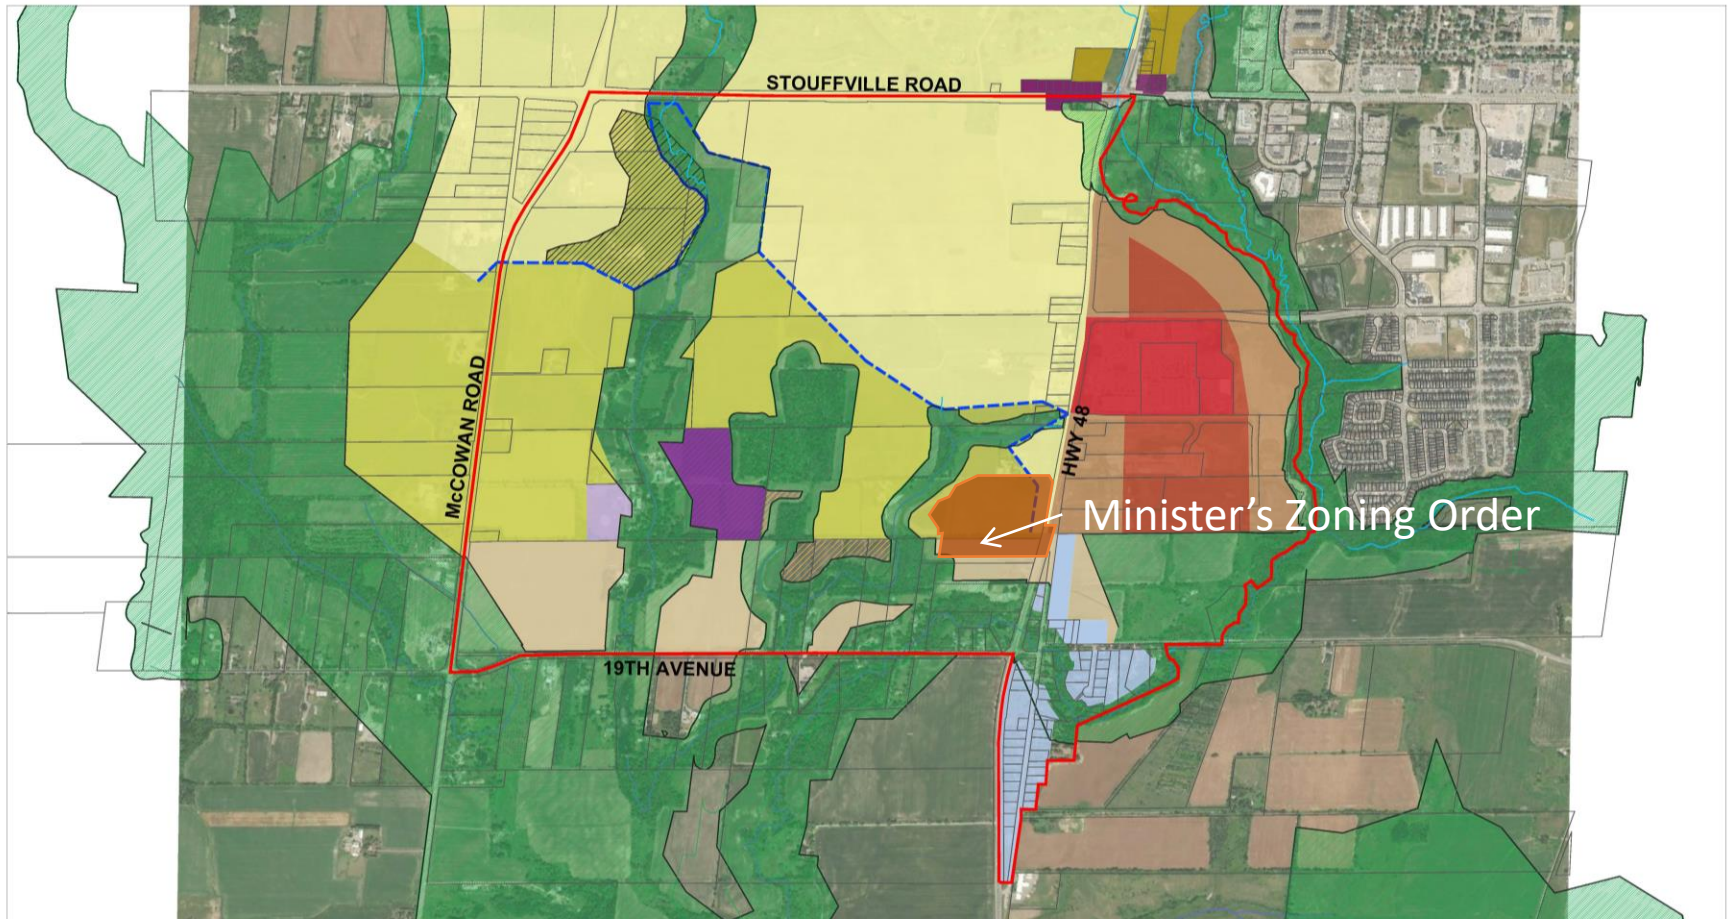 STOUFFVILLE ROAD
McCOWAN ROAD
HWY 48
Minister’s Zoning Order
19TH AVENUE